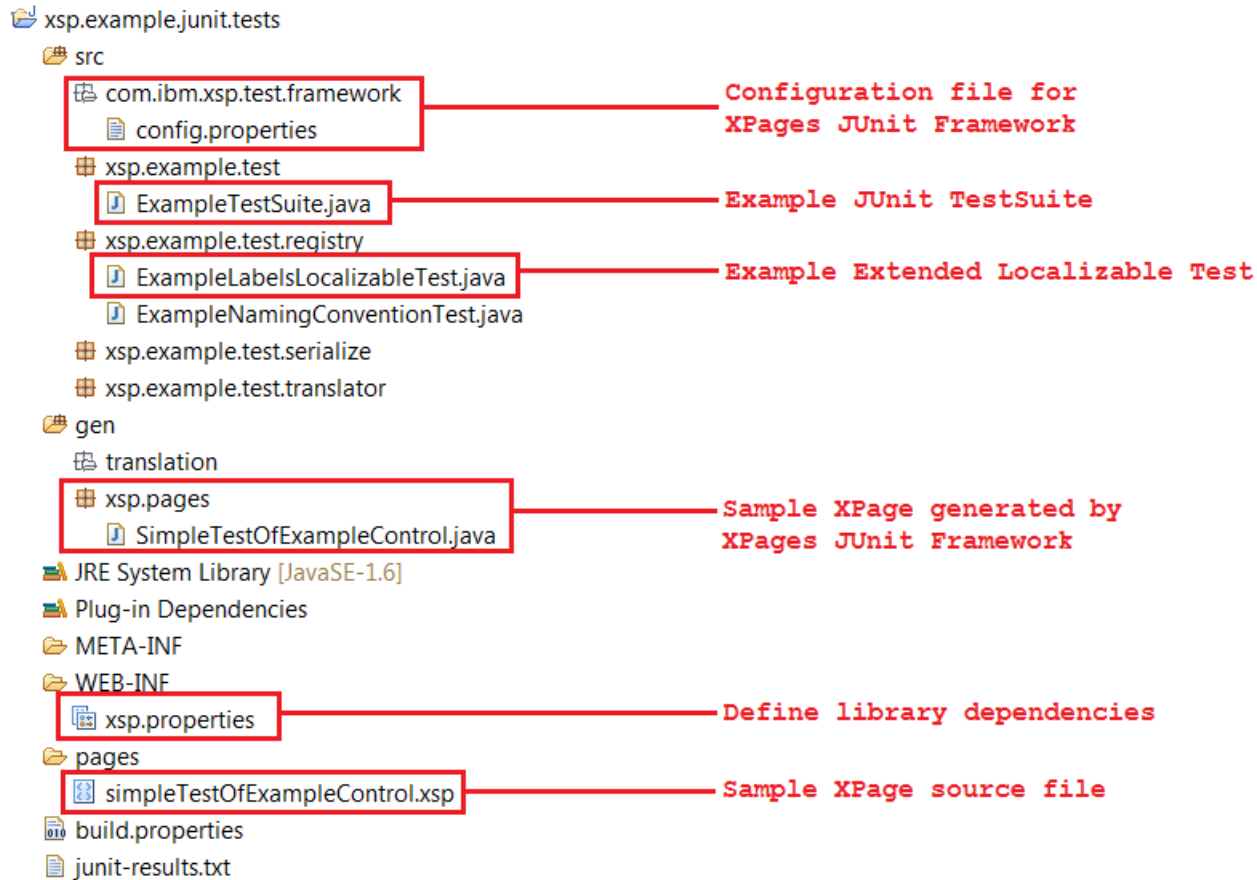 xsp.example.junit.tests
src
com.ibm.xsp.test.framework
config.properties
Configuration file for
XPages JUnit Framework
xsp.example.test
ExampleTestSuite.java
Example JUnit TestSuite
xsp.example.test.registry
ExampleLabelsLocalizableTest.java
Example Extended Localizable Test
ExampleNamingConventionTest.java
xsp.example.test.serialize
xsp.example.test.translator
gen
translation
xsp.pages
SimpleTestOfExampleControl.java
Sample XPage generated by
XPages JUnit Framework
JRE System Library [JavaSE-1.6]
Plug-in Dependencies
META-INF
WEB-INF
xsp.properties
Define library dependencies
pages
simpleTestOfExampleControl.xsp
Sample XPage source file
build.properties
junit-results.txt